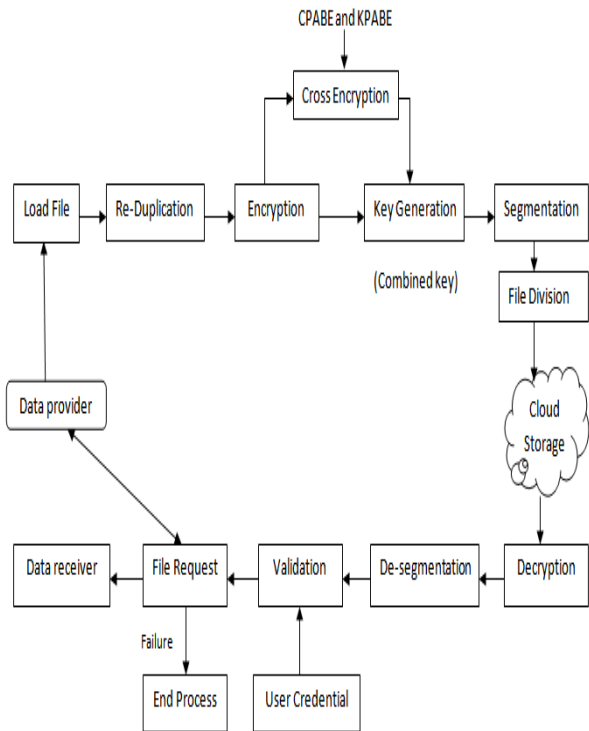 CPABE and KPABE
Cross Encryption
Load File
Re-Duplication
Encryption
Key Generation
Segmentation
(Combined key)
File Division
Data provider
Cloud
Storage
Data receiver
File Request
Validation
De-segmentation
Decryption
Failure
End Process
User Credential